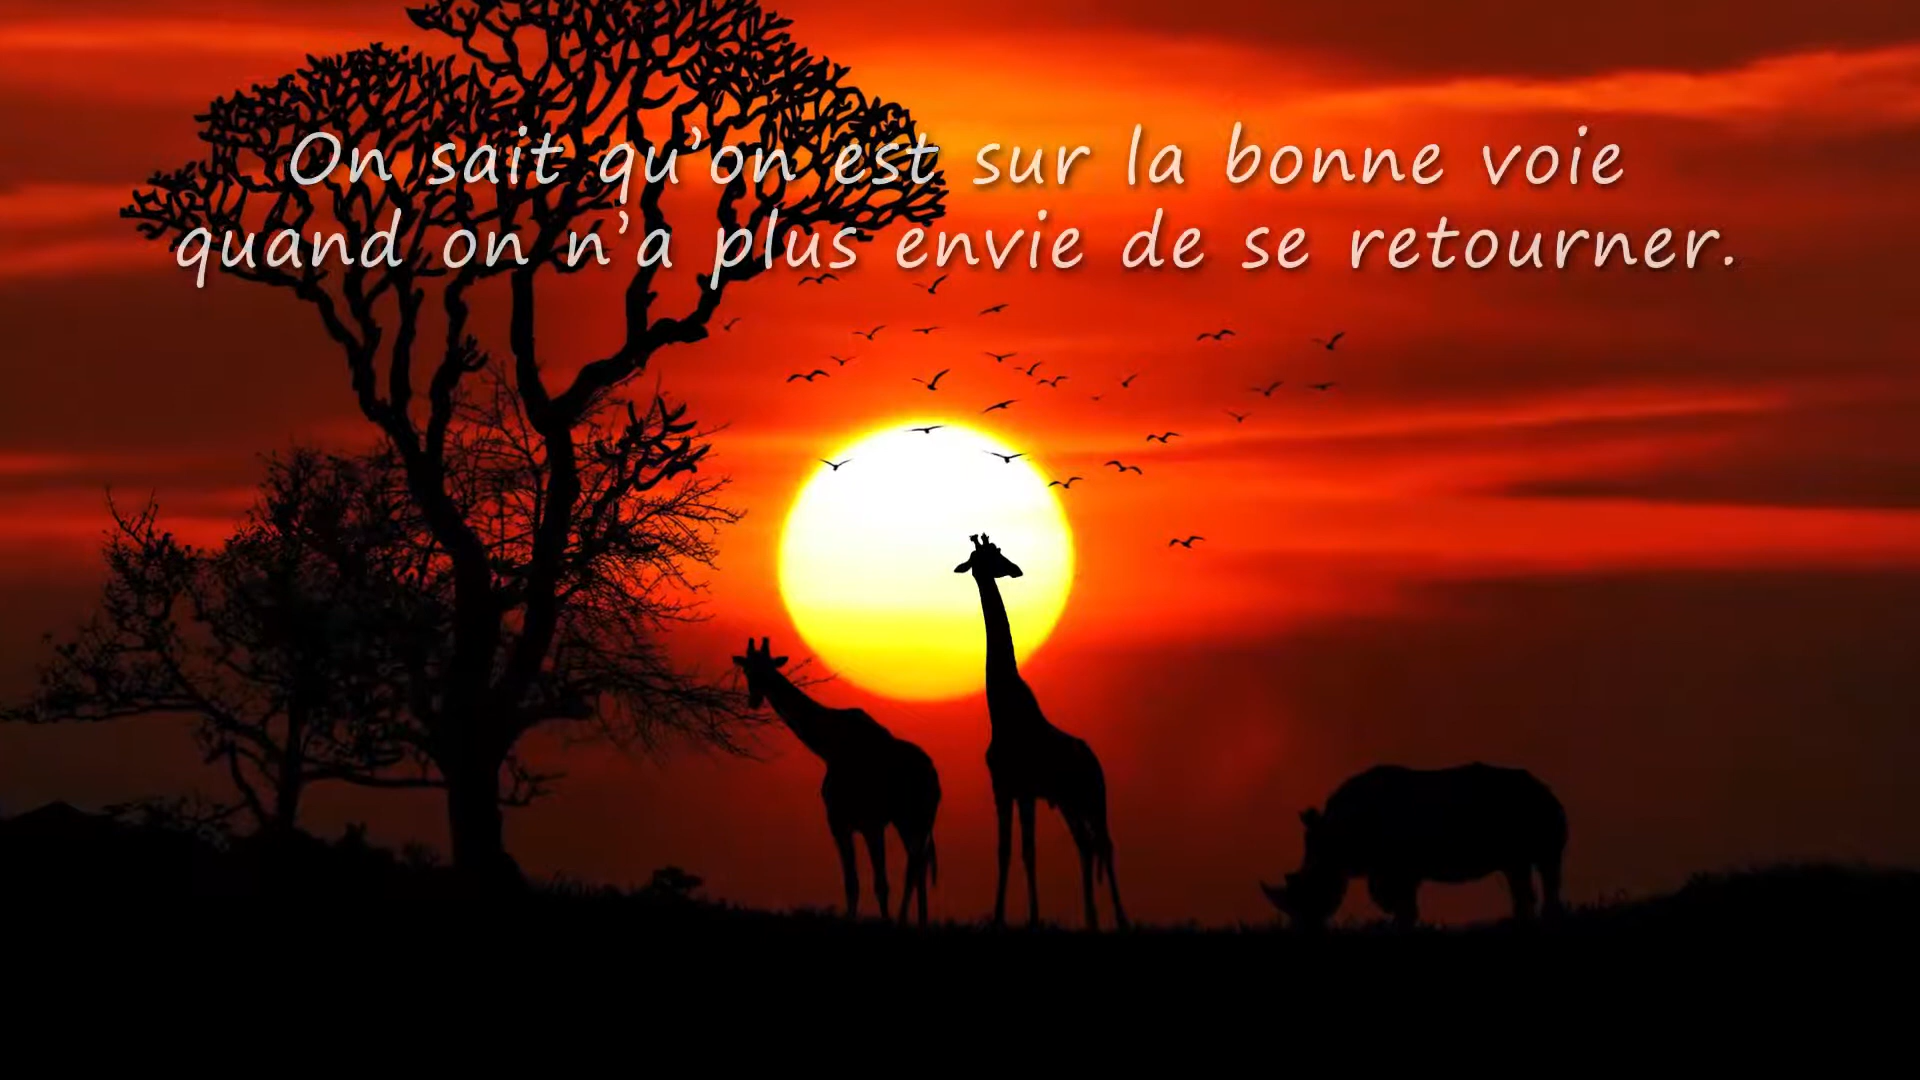 On sait qu’on est sur la bonne voie
quand on n’a plus envie de se retourner.